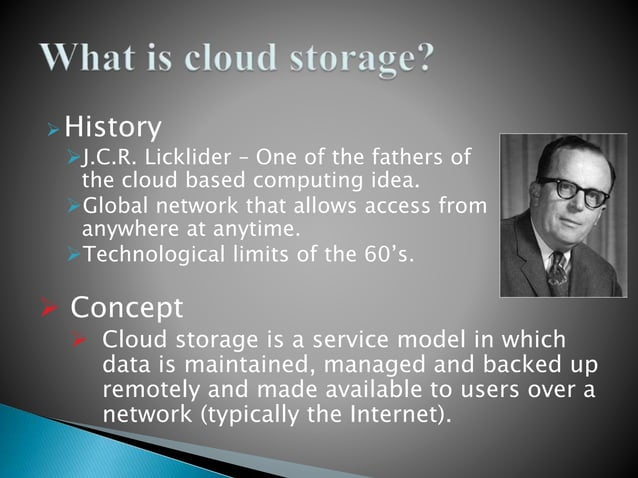 What is cloud storage?
History
J.C.R. Licklider – One of the fathers of
the cloud based computing idea.
Global network that allows access from
anywhere at anytime.
Technological limits of the 60’s.
Concept
Cloud storage is a service model in which
data is maintained, managed and backed up
remotely and made available to users over a
network (typically the Internet).